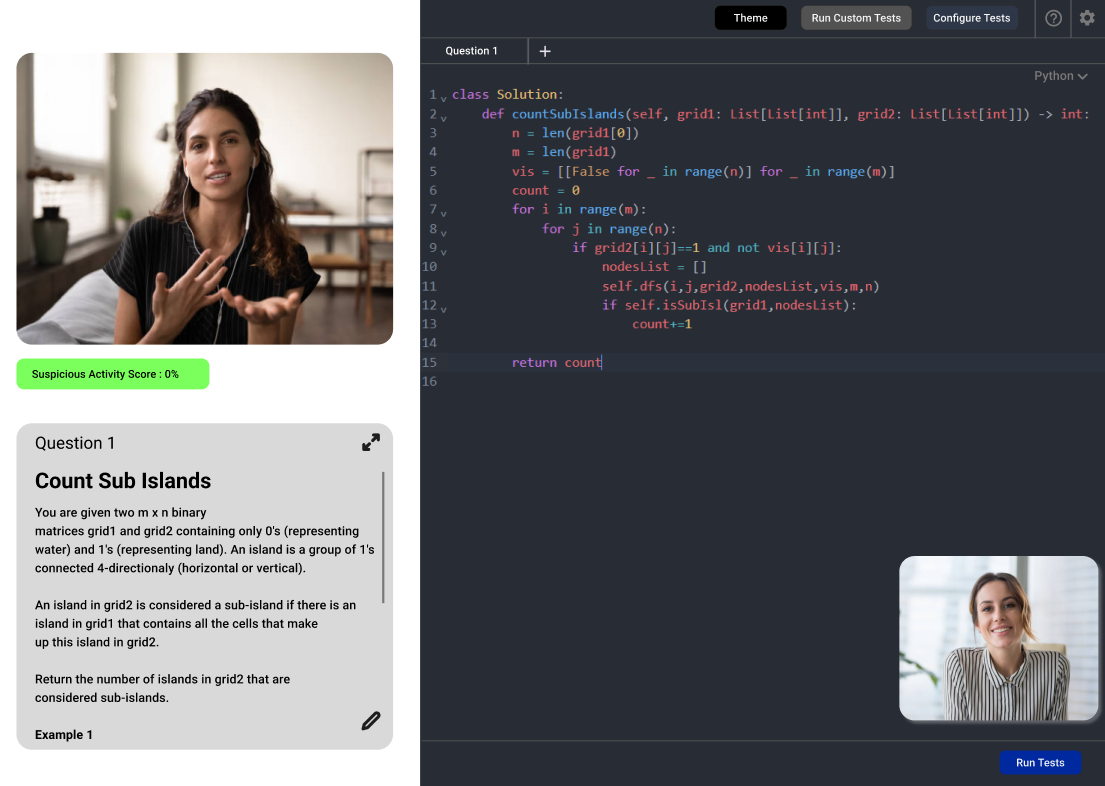 Theme
Run Custom Tests
Configure Tests
Question 1
+
Python
1 class Solution:
2 def countSubIslands(self, grid1: List[List[int]], grid2: List[List[int]]) -> int:
3 n = len(grid1[0])
4 m = len(grid1)
5 vis = [[False for _ in range(n)] for _ in range(m)]
6 count = 0
7 for i in range(m):
8 for j in range(n):
9 if grid2[i][j]==1 and not vis[i][j]:
10 nodesList = []
11 self.dfs(i,j,grid2,nodesList,vis,m,n)
12 if self.isSubIsl(grid1,nodesList):
13 count+=1
14
15 return count
16
Suspicious Activity Score : 0%
Question 1
Count Sub Islands
You are given two m x n binary
matrices grid1 and grid2 containing only 0's (representing
water) and 1's (representing land). An island is a group of 1's
connected 4-directionaly (horizontal or vertical).
An island in grid2 is considered a sub-island if there is an
island in grid1 that contains all the cells that make
up this island in grid2.
Return the number of islands in grid2 that are
considered sub-islands.
Example 1
Run Tests